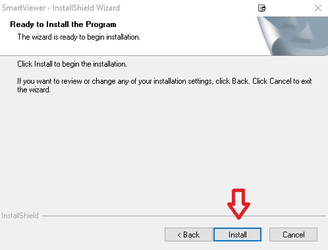 SmartViewer - InstallShield Wizard
Ready to Install the Program
The wizard is ready to begin installation.
Click Install to begin the installation.
If you want to review or change any of your installation settings, click Back. Click Cancel to exit
the wizard.
InstallShield
< Back
Install
Cancel